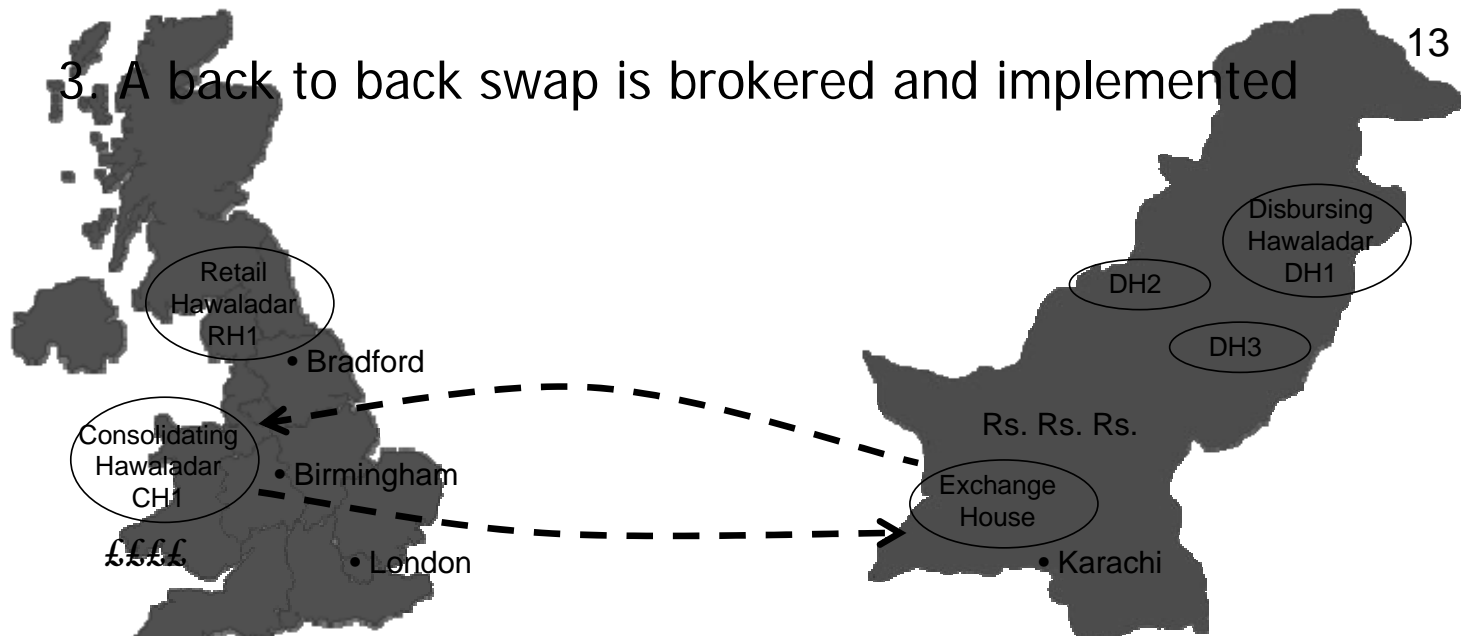 13
3. A back to back swap is brokered and implemented
Retail
Hawaladar
RH1
• Bradford
Consolidating
Hawaladar
CH1
• Birmingham
££££
• London
Disbursing
Hawaladar
DH1
DH2
DH3
Rs. Rs. Rs.
Exchange
House
• Karachi